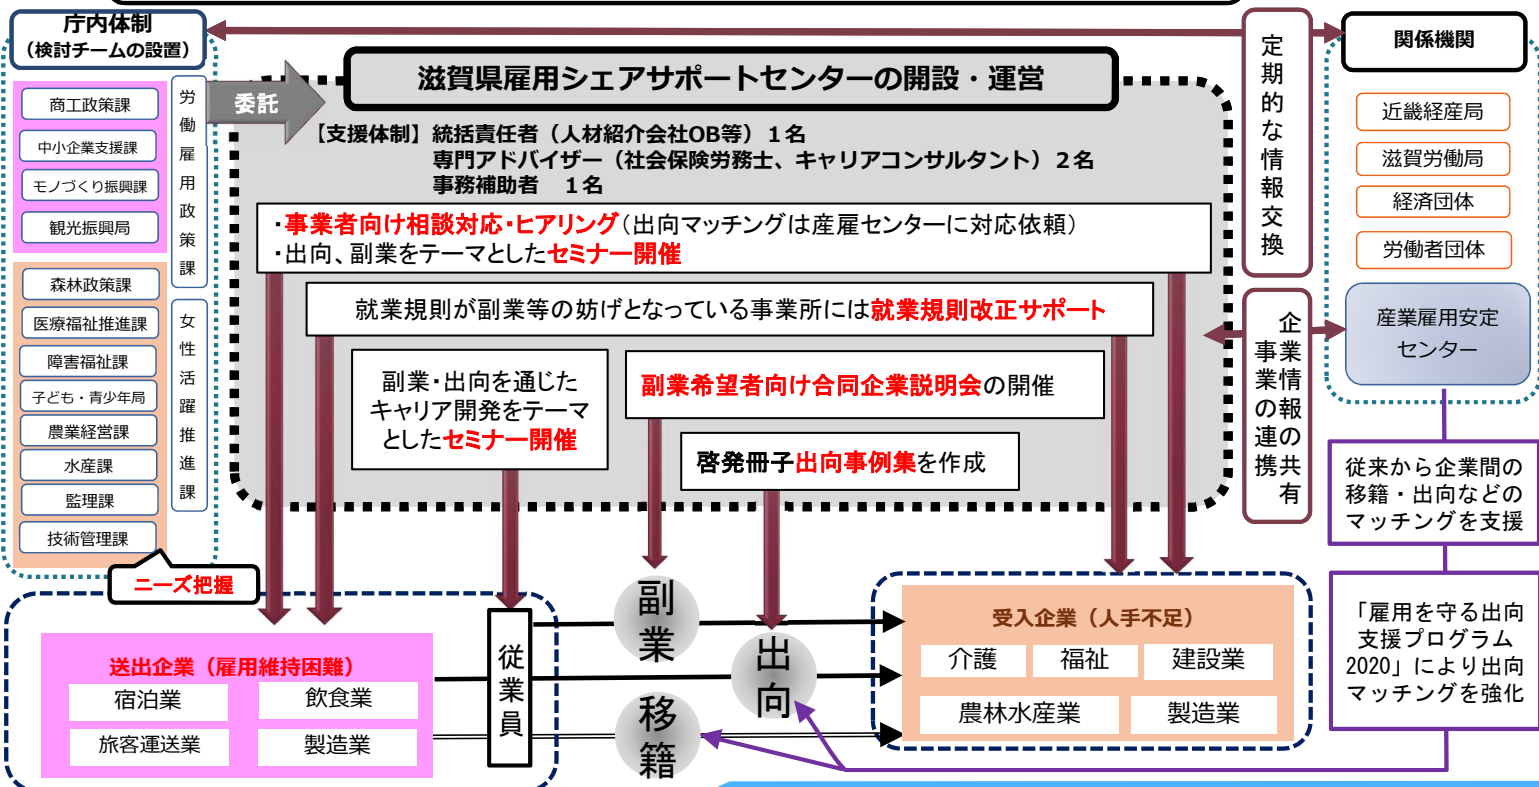 庁内体制
（検討チームの設置）
商工政策課
中小企業支援課
モノづくり振興課
観光振興局
森林政策課
医療福祉推進課
障害福祉課
子ども・青少年局
農業経営課
水産課
監理課
技術管理課
労働雇用政策課
女性活躍推進課
ニーズ把握
委託
滋賀県雇用シェアサポートセンターの開設・運営
【支援体制】統括責任者（人材紹介会社OB等）１名
専門アドバイザー（社会保険労務士、キャリアコンサルタント）２名
事務補助者　１名
・事業者向け相談対応・ヒアリング（出向マッチングは産雇センターに対応依頼）
・出向、副業をテーマとしたセミナー開催
就業規則が副業等の妨げとなっている事業所には就業規則改正サポート
副業・出向を通じた
キャリア開発をテーマ
としたセミナー開催
副業希望者向け合同企業説明会の開催
啓発冊子出向事例集を作成
定期的な情報交換
企業情報の共有
事業の連携
関係機関
近畿経産局
滋賀労働局
経済団体
労働者団体
産業雇用安定
センター
従来から企業間の
移籍・出向などの
マッチングを支援
「雇用を守る出向
支援プログラム
2020」により出向
マッチングを強化
送出企業（雇用維持困難）
宿泊業
飲食業
旅客運送業
製造業
従業員
副業
出向
移籍
受入企業（人手不足）
介護
福祉
建設業
農林水産業
製造業